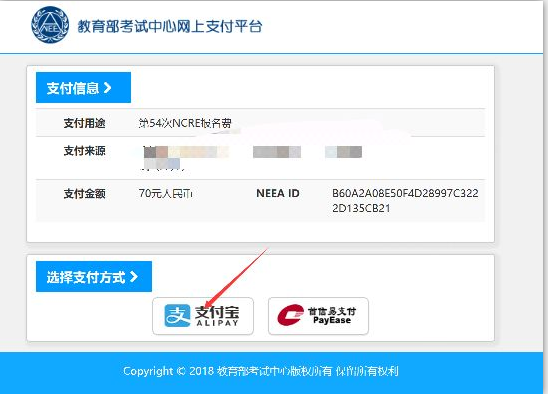 NEEA
教育部考试中心网上支付平台
支付信息
支付用途 第54次NCRE报名费
支付来源
支付金额 70元人民币 NEEA ID B60A2A08E50F4D28997C322
2D135CB21
选择支付方式
支 支付宝
ALIPAY
首信易支付
PayEase
Copyright © 2018 教育部考试中心版权所有 保留所有权利